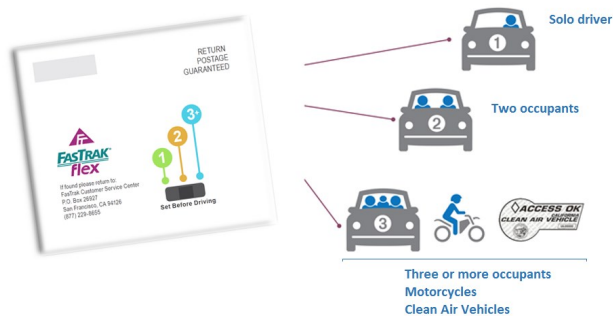 RETURN
POSTAGE
GUARANTEED
FASTRAK
flex
If found please return to:
FasTrak Customer Service Center
P.O. Box 26927
San Francisco, CA 94126
(877) 229-8655
1
2
3+
Set Before Driving
1
Solo driver
2
Two occupants
3
ACCESS OK
CALIFORNIA
CLEAN AIR VEHICLE
Three or more occupants
Motorcycles
Clean Air Vehicles